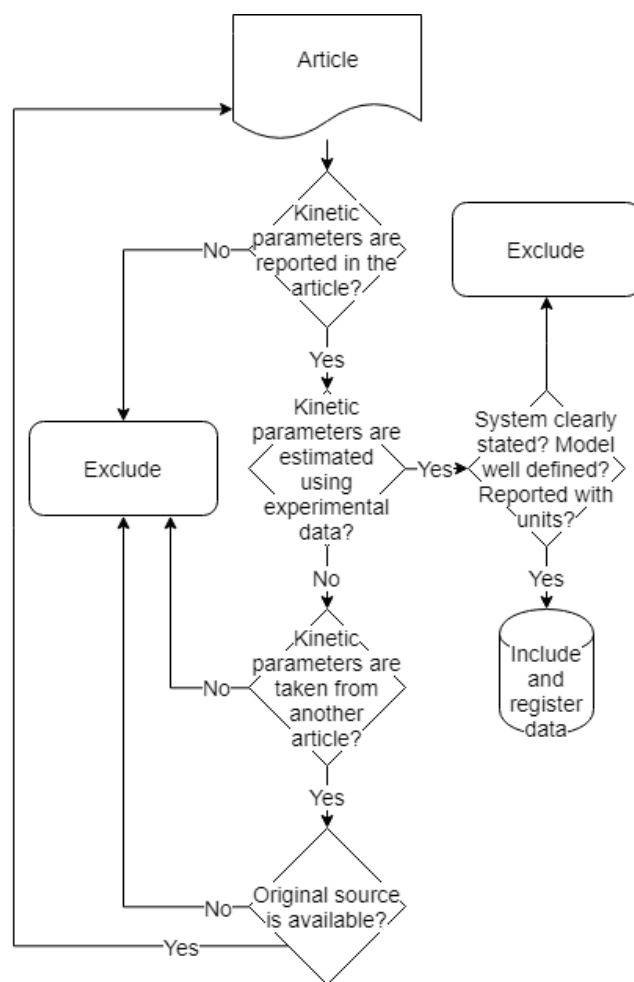 Article
Kinetic
parameters are
reported in the
article?
No
Exclude
Yes
Kinetic
parameters are
estimated
using
experimental
data?
Yes
System clearly
stated? Model
well defined?
Reported with
units?
Exclude
No
Yes
Kinetic
parameters are
taken from
another
article?
No
Include
and
register
data
Yes
Original source
is available?
No
Yes